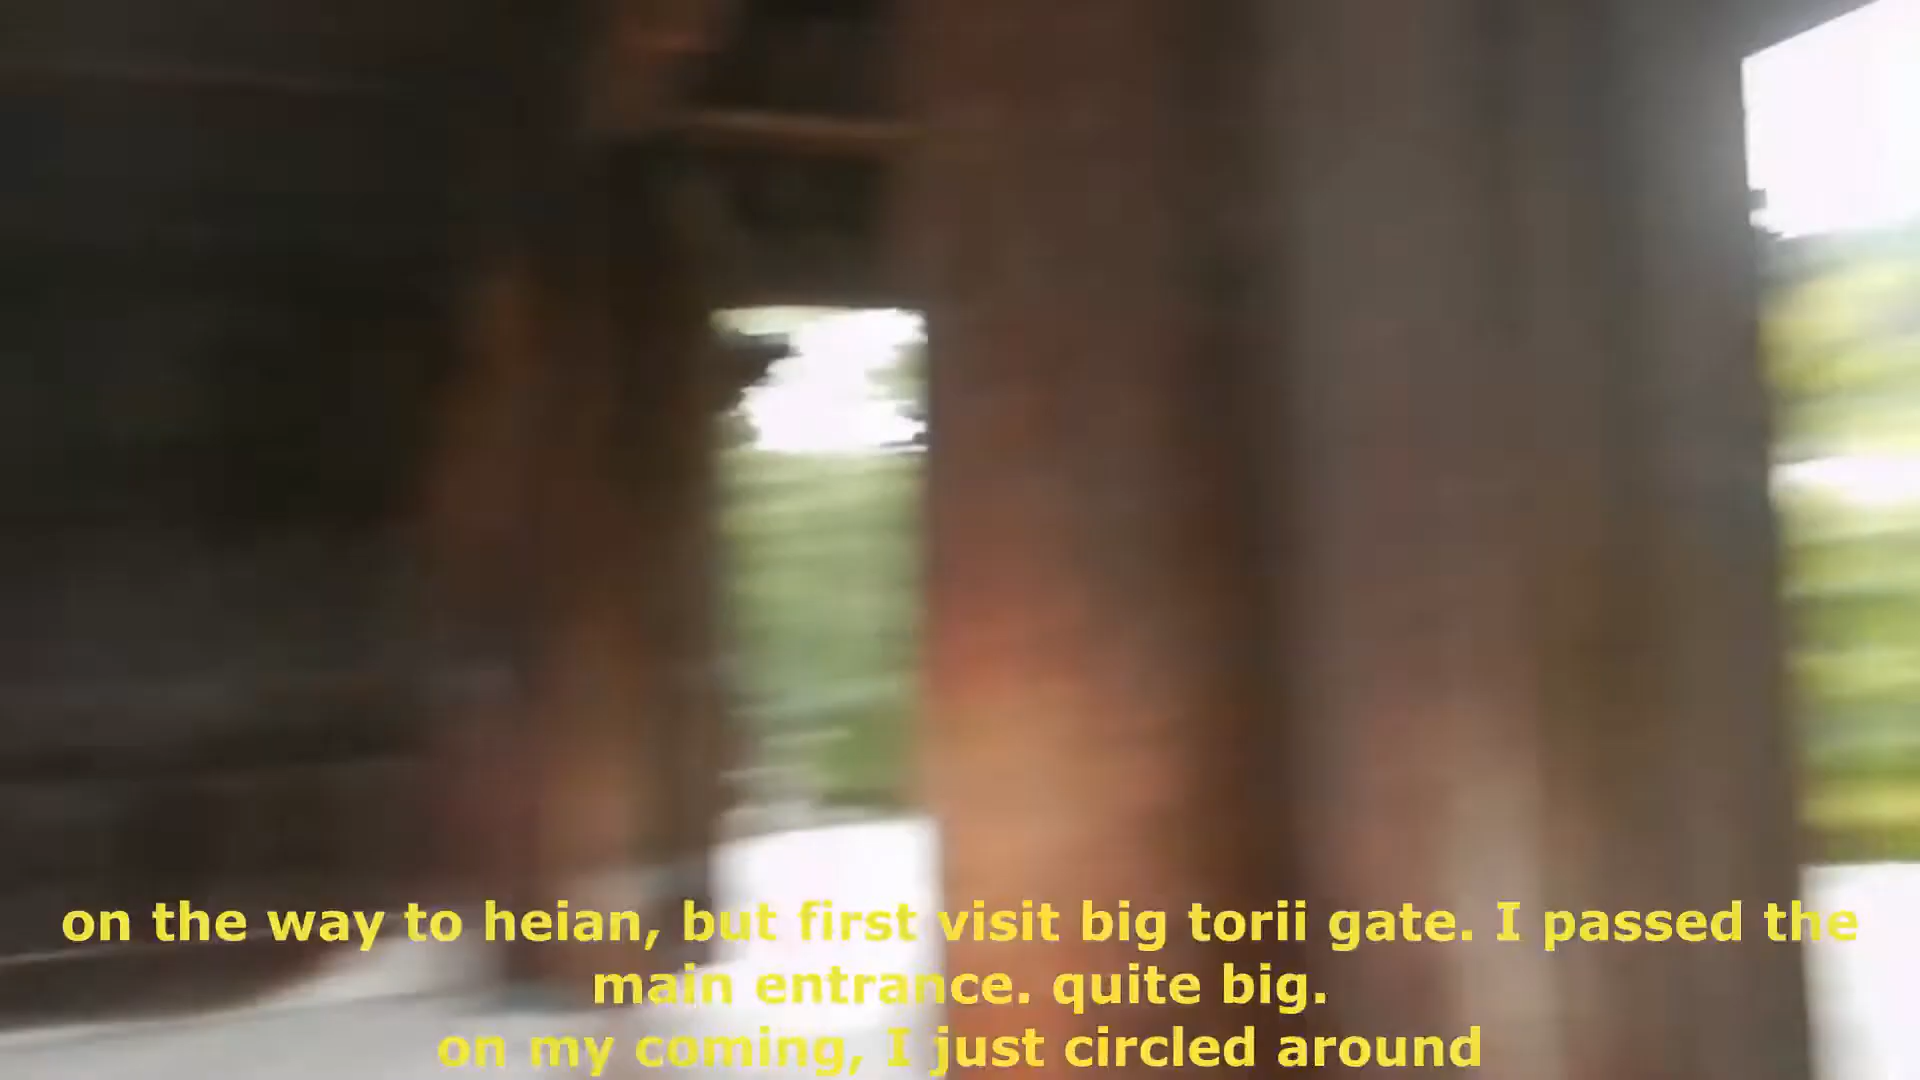 on the way to heian, but first visit big torii gate. I passed the
main entrance. quite big.
on my coming, I just circled around